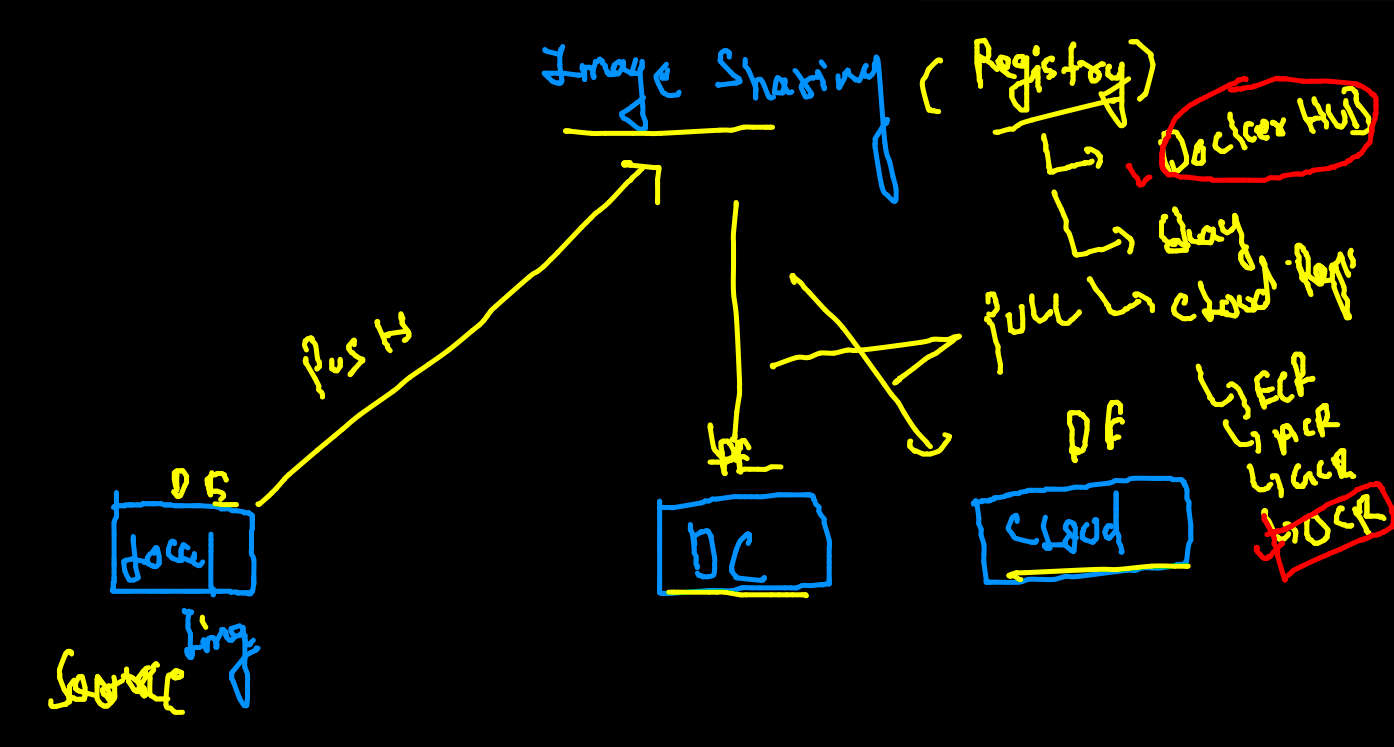 Image Sharing (Registry)
Docker HUB
Quay
cloud Regi
PULL
PUSH
ECR
ACR
GCR
OCR
DE
DE
DE
local
DC
cloud
Img
Source